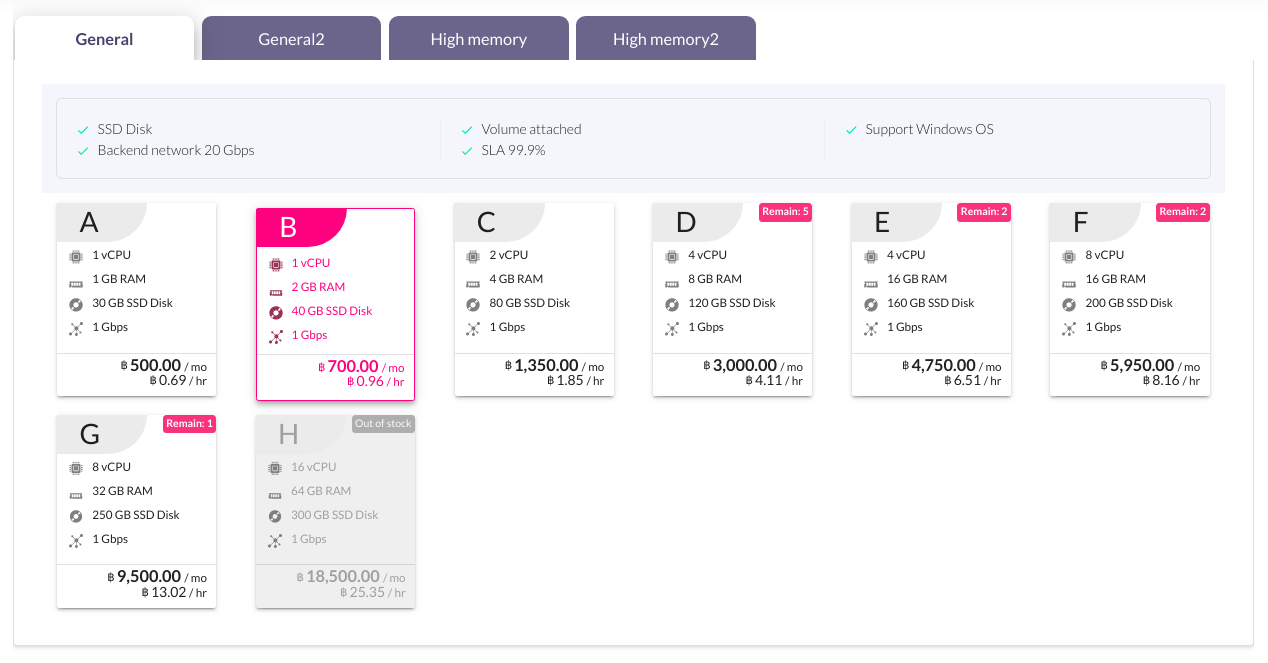 General
General2
High memory
High memory2
SSD Disk
Backend network 20 Gbps
Volume attached
SLA 99.9%
Support Windows OS
A
1 vCPU
1 GB RAM
30 GB SSD Disk
1 Gbps
฿ 500.00 / mo
฿ 0.69 / hr
B
1 vCPU
2 GB RAM
40 GB SSD Disk
1 Gbps
฿ 700.00 / mo
฿ 0.96 / hr
C
2 vCPU
4 GB RAM
80 GB SSD Disk
1 Gbps
฿ 1,350.00 / mo
฿ 1.85 / hr
D
Remain: 5
4 vCPU
8 GB RAM
120 GB SSD Disk
1 Gbps
฿ 3,000.00 / mo
฿ 4.11 / hr
E
Remain: 2
4 vCPU
16 GB RAM
160 GB SSD Disk
1 Gbps
฿ 4,750.00 / mo
฿ 6.51 / hr
F
Remain: 2
8 vCPU
16 GB RAM
200 GB SSD Disk
1 Gbps
฿ 5,950.00 / mo
฿ 8.16 / hr
G
Remain: 1
8 vCPU
32 GB RAM
250 GB SSD Disk
1 Gbps
฿ 9,500.00 / mo
฿ 13.02 / hr
H
Out of stock
16 vCPU
64 GB RAM
300 GB SSD Disk
1 Gbps
฿ 18,500.00 / mo
฿ 25.35 / hr